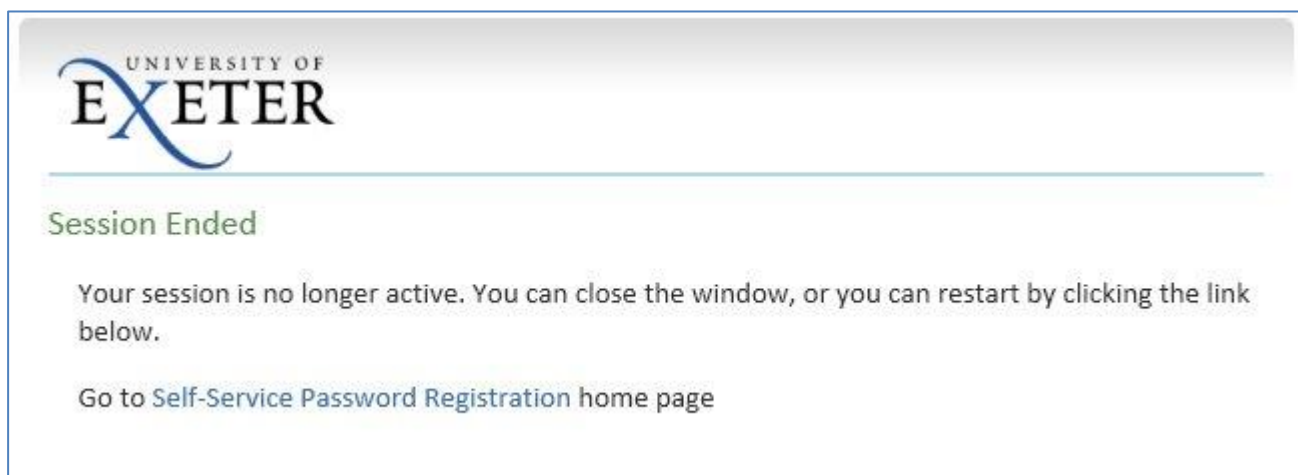 UNIVERSITY OF
EXETER
Session Ended
Your session is no longer active. You can close the window, or you can restart by clicking the link
below.
Go to Self-Service Password Registration home page